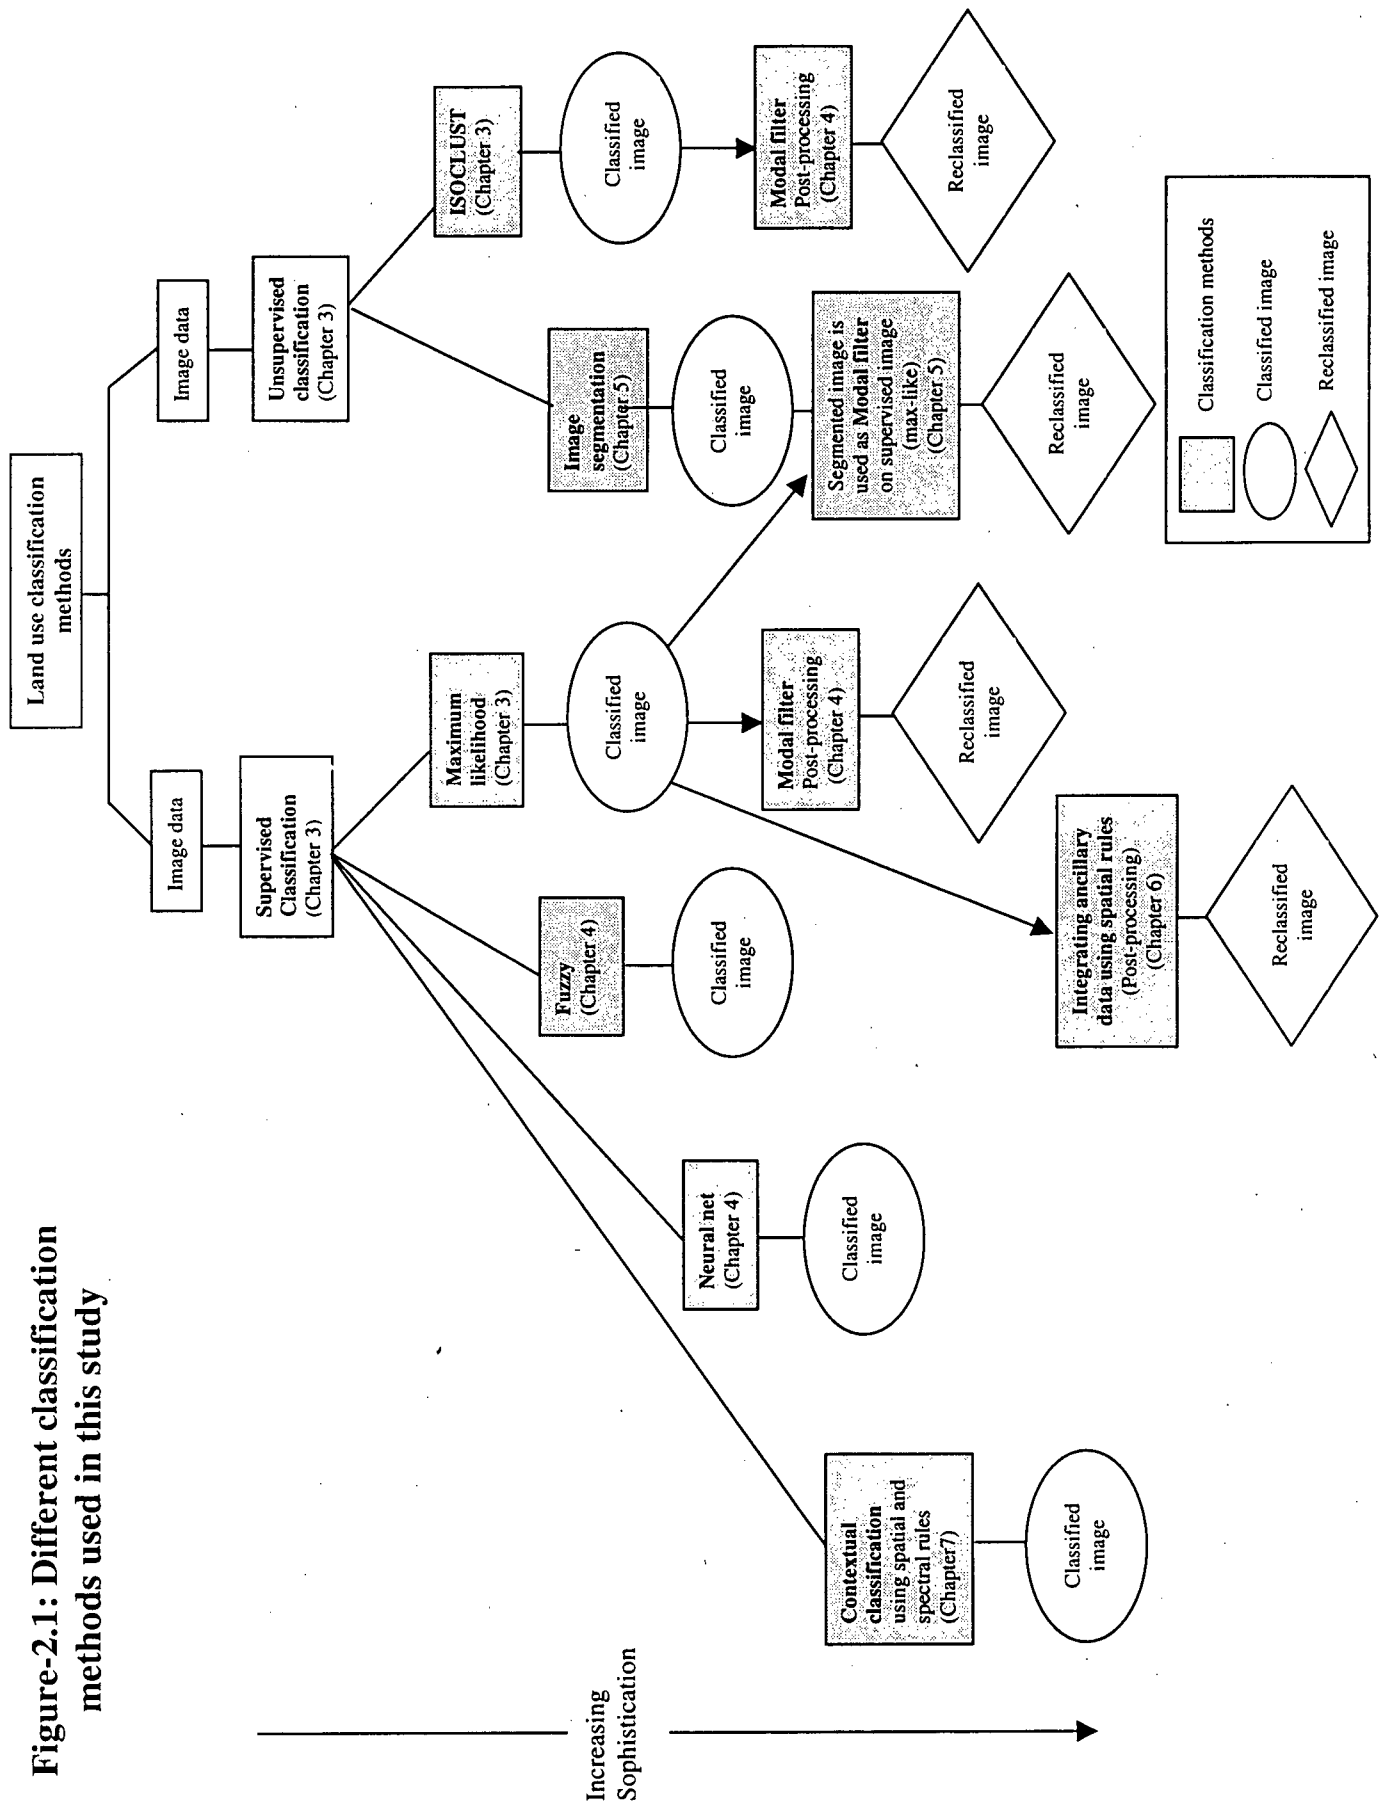 Figure-2.1: Different classification
methods used in this study
Land use classification
methods
Image data
Image data
Supervised
Classification
(Chapter 3)
Unsupervised
classification
(Chapter 3)
Maximum
likelihood
(Chapter 3)
ISOCLUST
(Chapter 3)
Fuzzy
(Chapter 4)
Image
segmentation
(Chapter 5)
Classified
image
Classified
image
Neural net
(Chapter 4)
Classified
image
Classified
image
Modal filter
Post-processing
(Chapter 4)
Modal filter
Post-processing
(Chapter 4)
Contextual
classification
using spatial and
spectral rules
(Chapter7)
Classified
image
Segmented image is
used as Modal filter
on supervised image
(max-like)
(Chapter 5)
Reclassified
image
Reclassified
image
Classified
image
Integrating ancillary
data using spatial rules
(Post-processing)
(Chapter 6)
Reclassified
image
Reclassified
image
Increasing
Sophistication
Classification methods
Classified image
Reclassified image